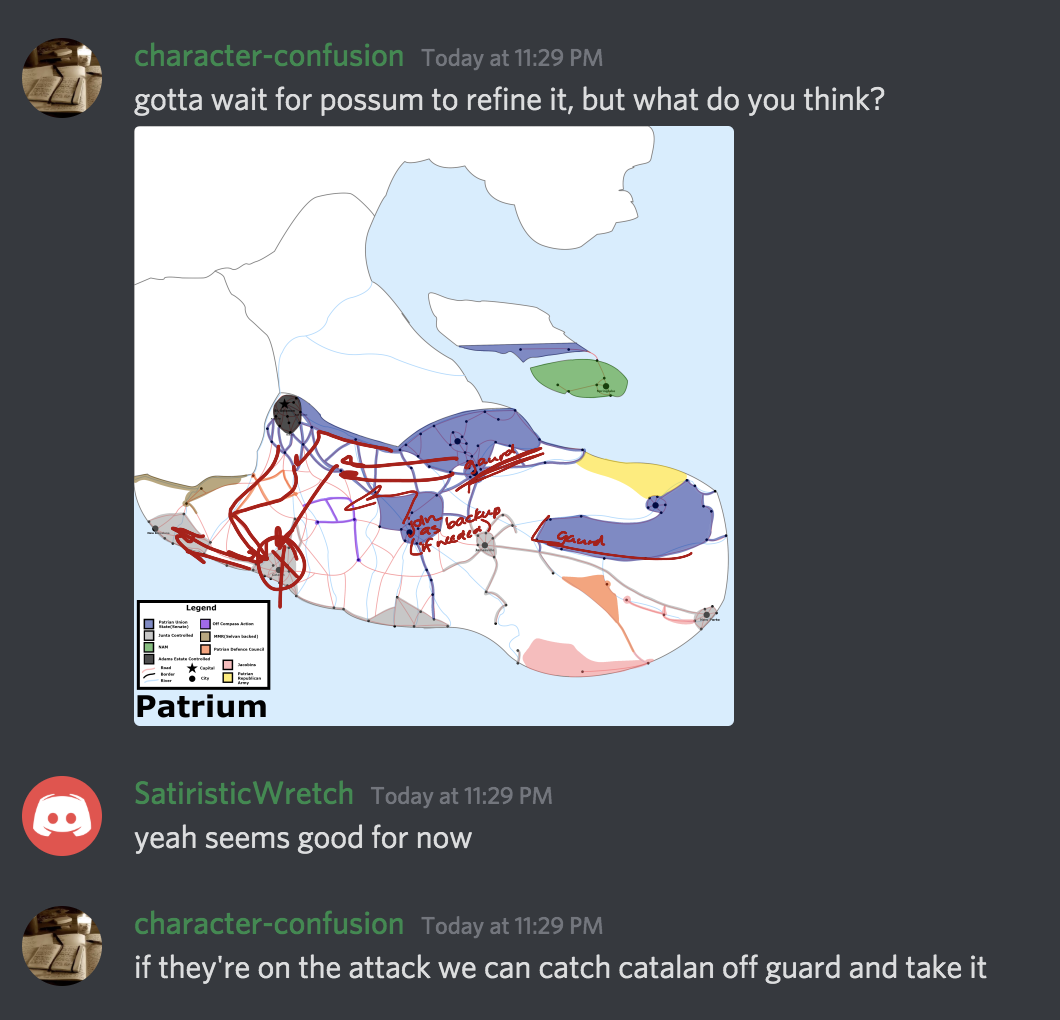 character-confusion Today at 11:29 PM
gotta wait for possum to refine it, but what do you think?
gaurd
join
as backup
(if needed)
gaurd
Legend
Patrian Union
State(Senate)
Junta Controlled
NAM
Adams Estate Controlled
Off Compass Action
MMR(Selvan backed)
Patrian Defence Council
Road
Border
River
Capital
City
Jacobins
Patrian
Republican
Army
Patrium
SatiristicWretch Today at 11:29 PM
yeah seems good for now
character-confusion Today at 11:29 PM
if they're on the attack we can catch catalan off guard and take it